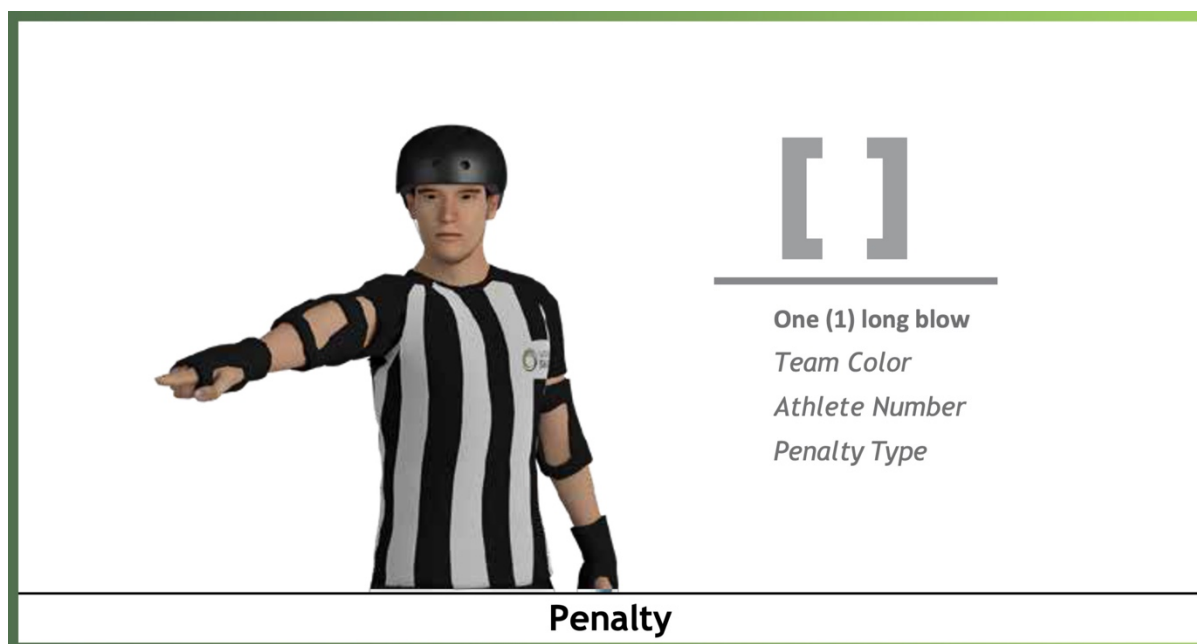 [ ]
One (1) long blow
Team Color
Athlete Number
Penalty Type
Penalty